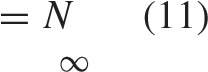 = N (11)
∞